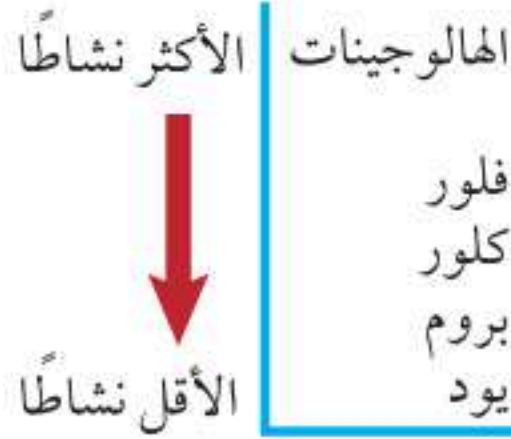 الهالوجينات الأكثر نشاطًا
فلور
كلور
بروم
يود الأقل نشاطًا